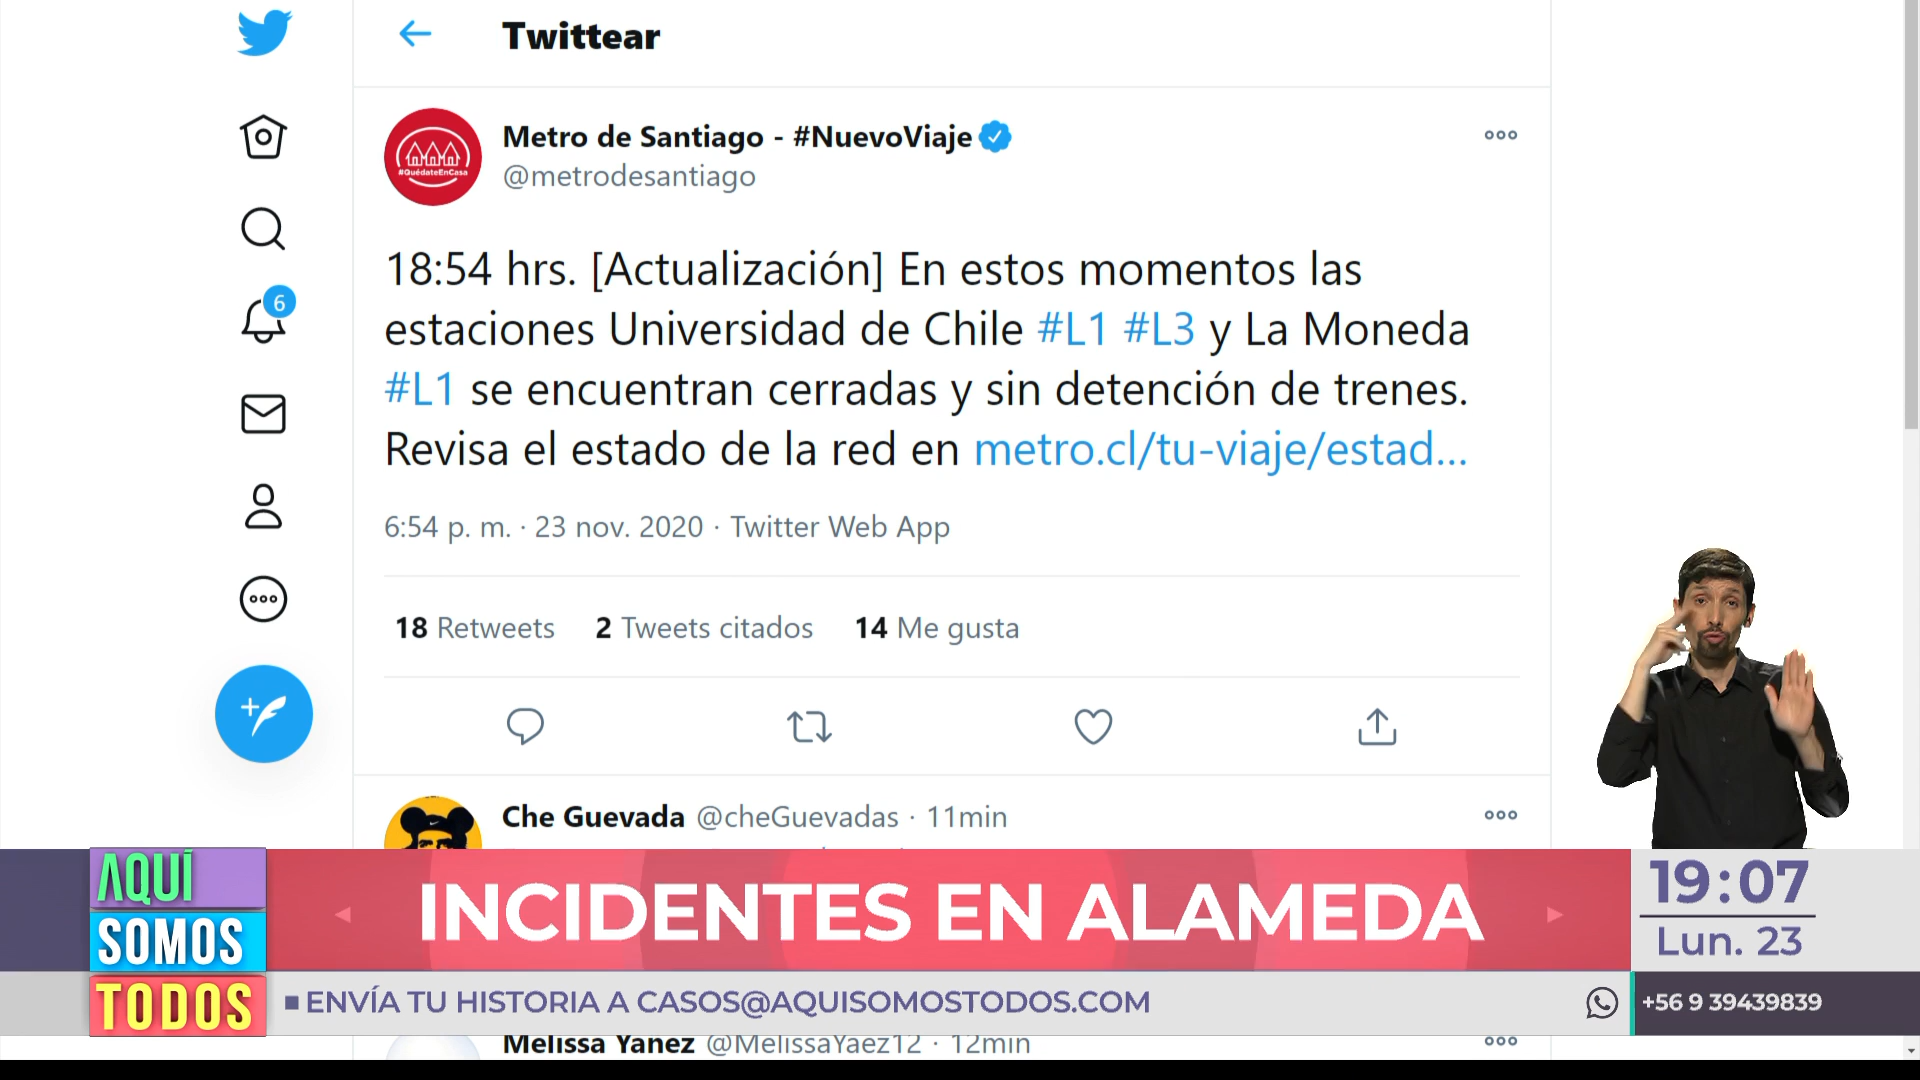 Twittear
Metro de Santiago - #NuevoViaje
@metrodesantiago
#QuédateEnCasa
18:54 hrs. [Actualización] En estos momentos las
estaciones Universidad de Chile #L1 #L3 y La Moneda
#L1 se encuentran cerradas y sin detención de trenes.
Revisa el estado de la red en metro.cl/tu-viaje/estad...
6
6:54 p. m. · 23 nov. 2020 · Twitter Web App
18 Retweets 2 Tweets citados 14 Me gusta
Che Guevada @cheGuevadas · 11min
AQUÍ
SOMOS
TODOS
INCIDENTES EN ALAMEDA
19:07
Lun. 23
ENVÍA TU HISTORIA A CASOS@AQUISOMOSTODOS.COM
+56 9 39439839
Melissa Yanez @MelissaYaez12 · 12min